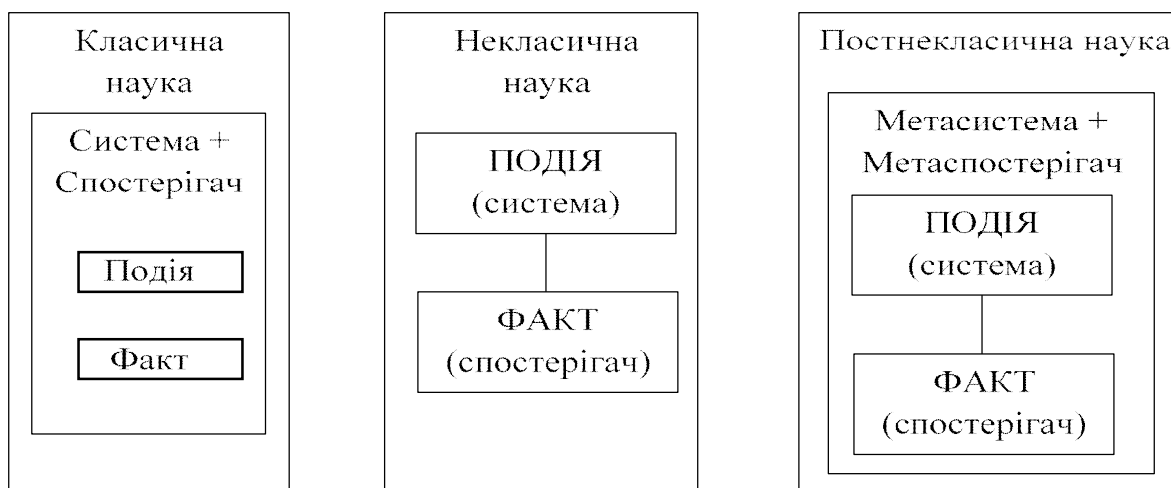 Класична
наука
Система +
Спостерігач
Подія
Факт
Некласична
наука
ПОДІЯ
(система)
ФАКТ
(спостерігач)
Постнекласична наука
Метасистема +
Метаспостерігач
ПОДІЯ
(система)
ФАКТ
(спостерігач)